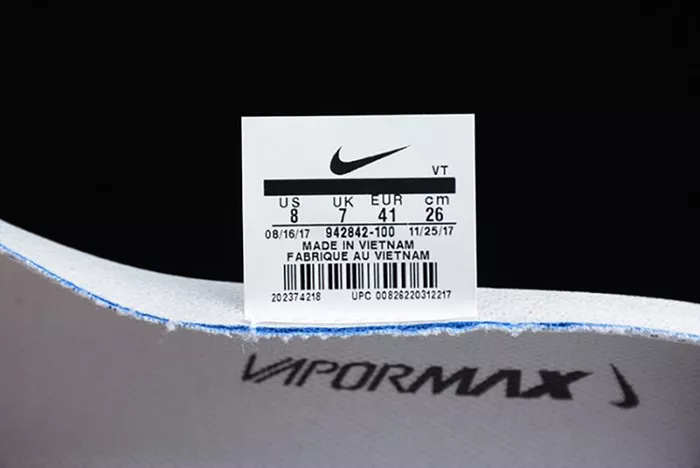 VT
US UK EUR cm
8 7 41 26
08/16/17 942842-100 11/25/17
MADE IN VIETNAM
FABRIQUE AU VIETNAM
202374218 UPC 00826220312217
VAPORMAX